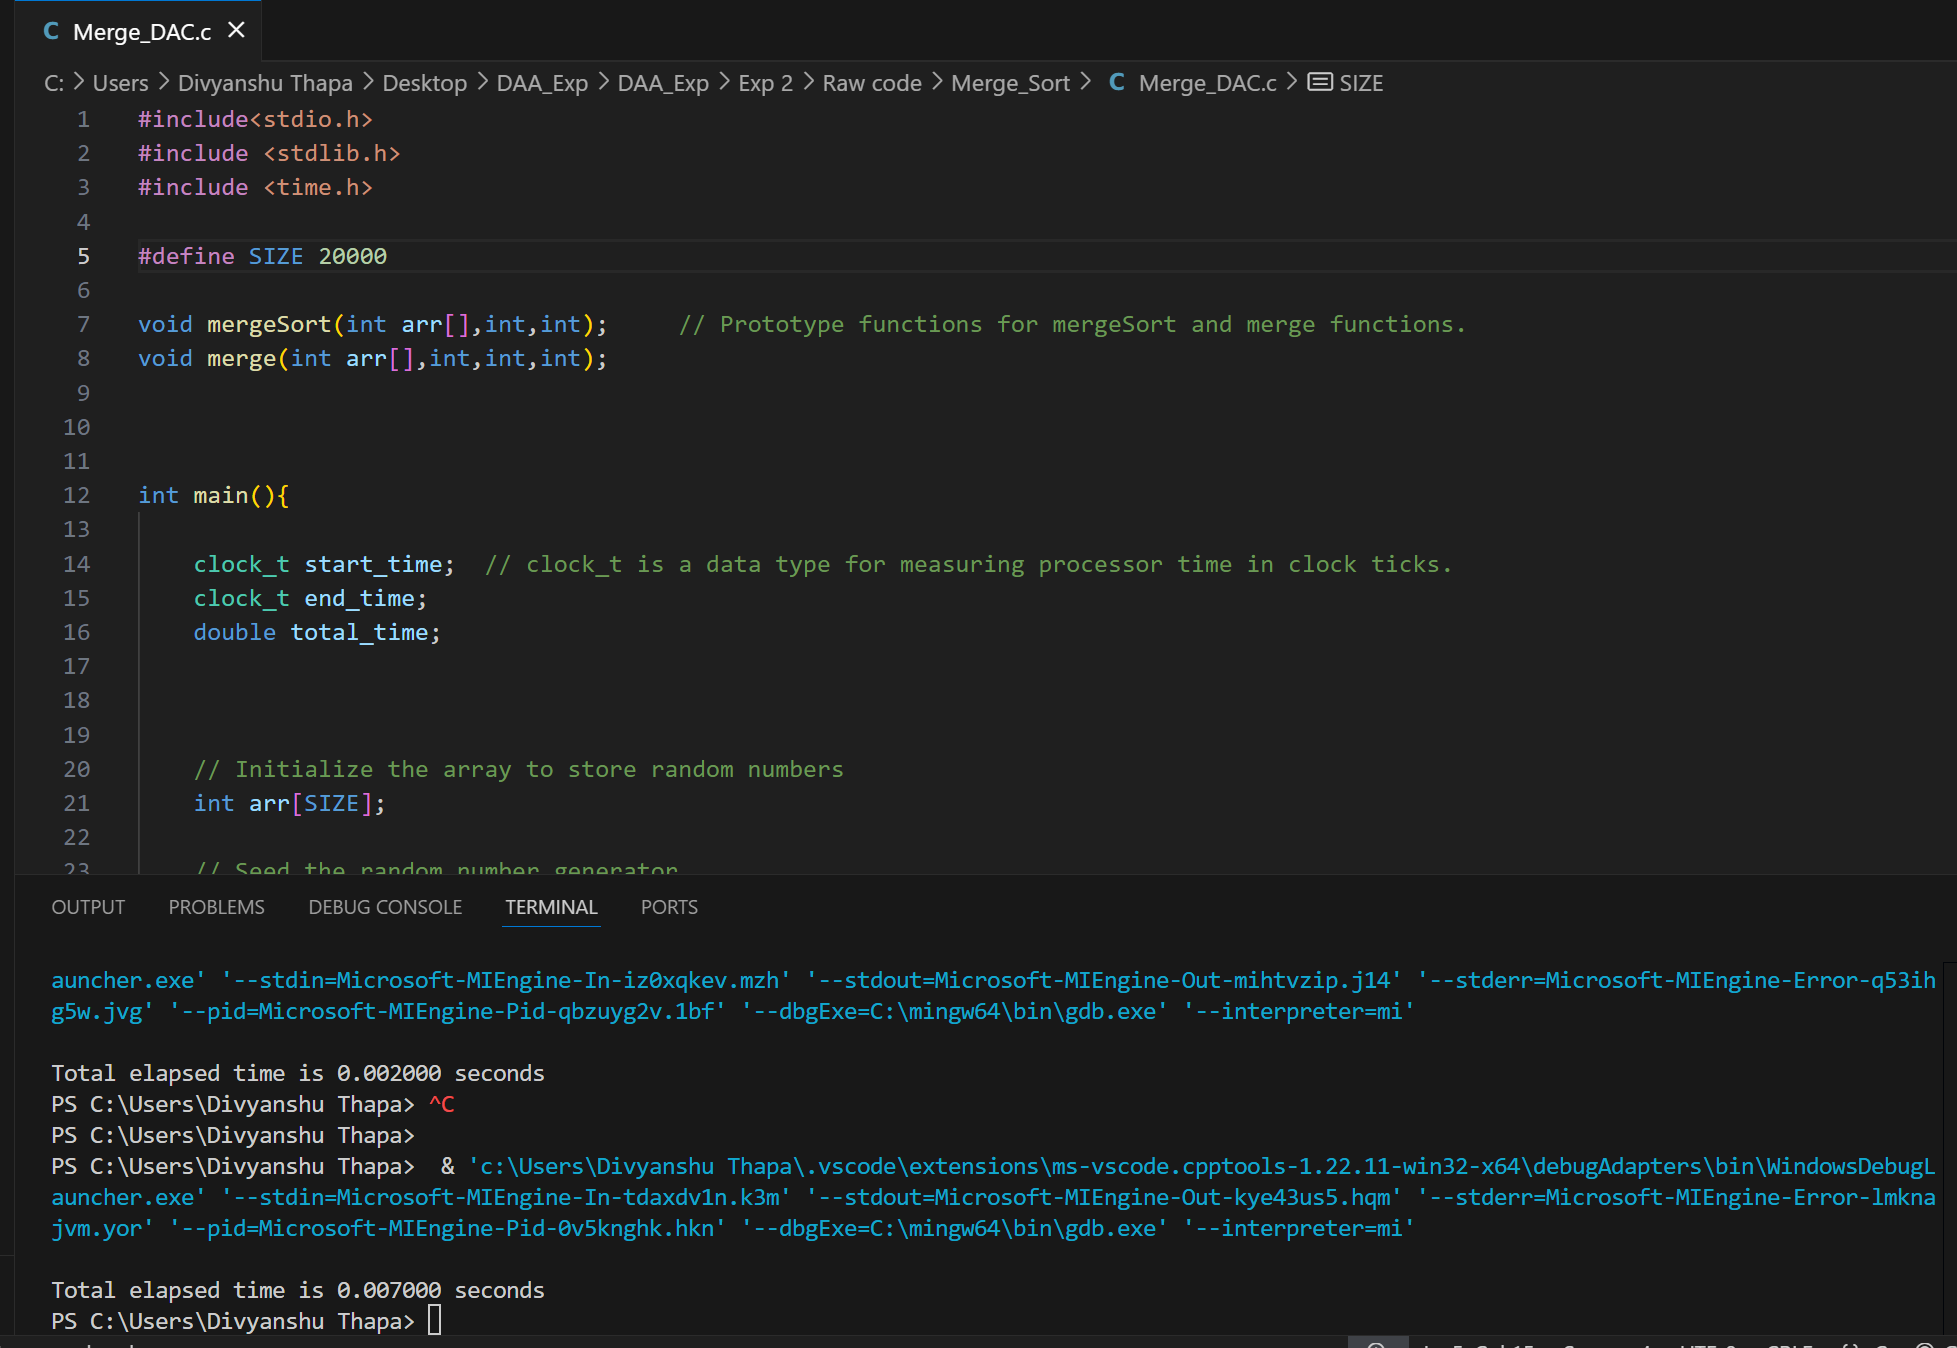 C Merge_DAC.c ×
C: > Users > Divyanshu Thapa > Desktop > DAA_Exp > DAA_Exp > Exp 2 > Raw code > Merge_Sort > C Merge_DAC.c > SIZE
1 #include<stdio.h>
2 #include <stdlib.h>
3 #include <time.h>
4
5 #define SIZE 20000
6
7 void mergeSort(int arr[],int,int);     // Prototype functions for mergeSort and merge functions.
8 void merge(int arr[],int,int,int);
9
10
11
12 int main(){
13
14     clock_t start_time;  // clock_t is a data type for measuring processor time in clock ticks.
15     clock_t end_time;
16     double total_time;
17
18
19
20     // Initialize the array to store random numbers
21     int arr[SIZE];
22
23     // Seed the random number generator
OUTPUT PROBLEMS DEBUG CONSOLE TERMINAL PORTS
auncher.exe' '--stdin=Microsoft-MIEngine-In-iz0xqkev.mzh' '--stdout=Microsoft-MIEngine-Out-mihtvzip.j14' '--stderr=Microsoft-MIEngine-Error-q53ih
g5w.jvg' '--pid=Microsoft-MIEngine-Pid-qbzuyg2v.1bf' '--dbgExe=C:\mingw64\bin\gdb.exe' '--interpreter=mi'
Total elapsed time is 0.002000 seconds
PS C:\Users\Divyanshu Thapa> ^C
PS C:\Users\Divyanshu Thapa>
PS C:\Users\Divyanshu Thapa>  & 'c:\Users\Divyanshu Thapa\.vscode\extensions\ms-vscode.cpptools-1.22.11-win32-x64\debugAdapters\bin\WindowsDebugL
auncher.exe' '--stdin=Microsoft-MIEngine-In-tdaxdv1n.k3m' '--stdout=Microsoft-MIEngine-Out-kye43us5.hqm' '--stderr=Microsoft-MIEngine-Error-lmkna
jvm.yor' '--pid=Microsoft-MIEngine-Pid-0v5knghk.hkn' '--dbgExe=C:\mingw64\bin\gdb.exe' '--interpreter=mi'
Total elapsed time is 0.007000 seconds
PS C:\Users\Divyanshu Thapa>